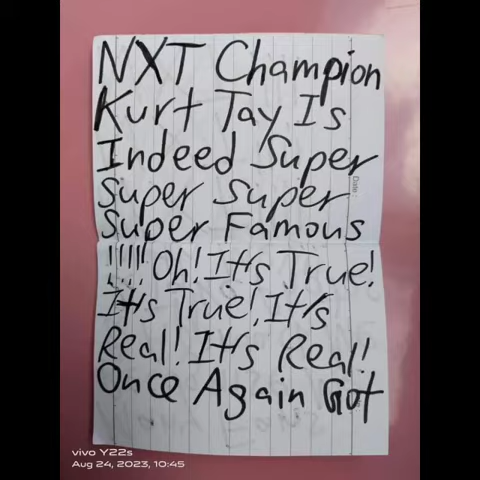 NXT Champion
Kurt Tay Is
Indeed Super
Super Super
Super Famous
!!!! Oh! It's True!
It's True! It's
Real! It's Real!
Once Again Got
Date:
vivo Y22s
Aug 24, 2023, 10:45